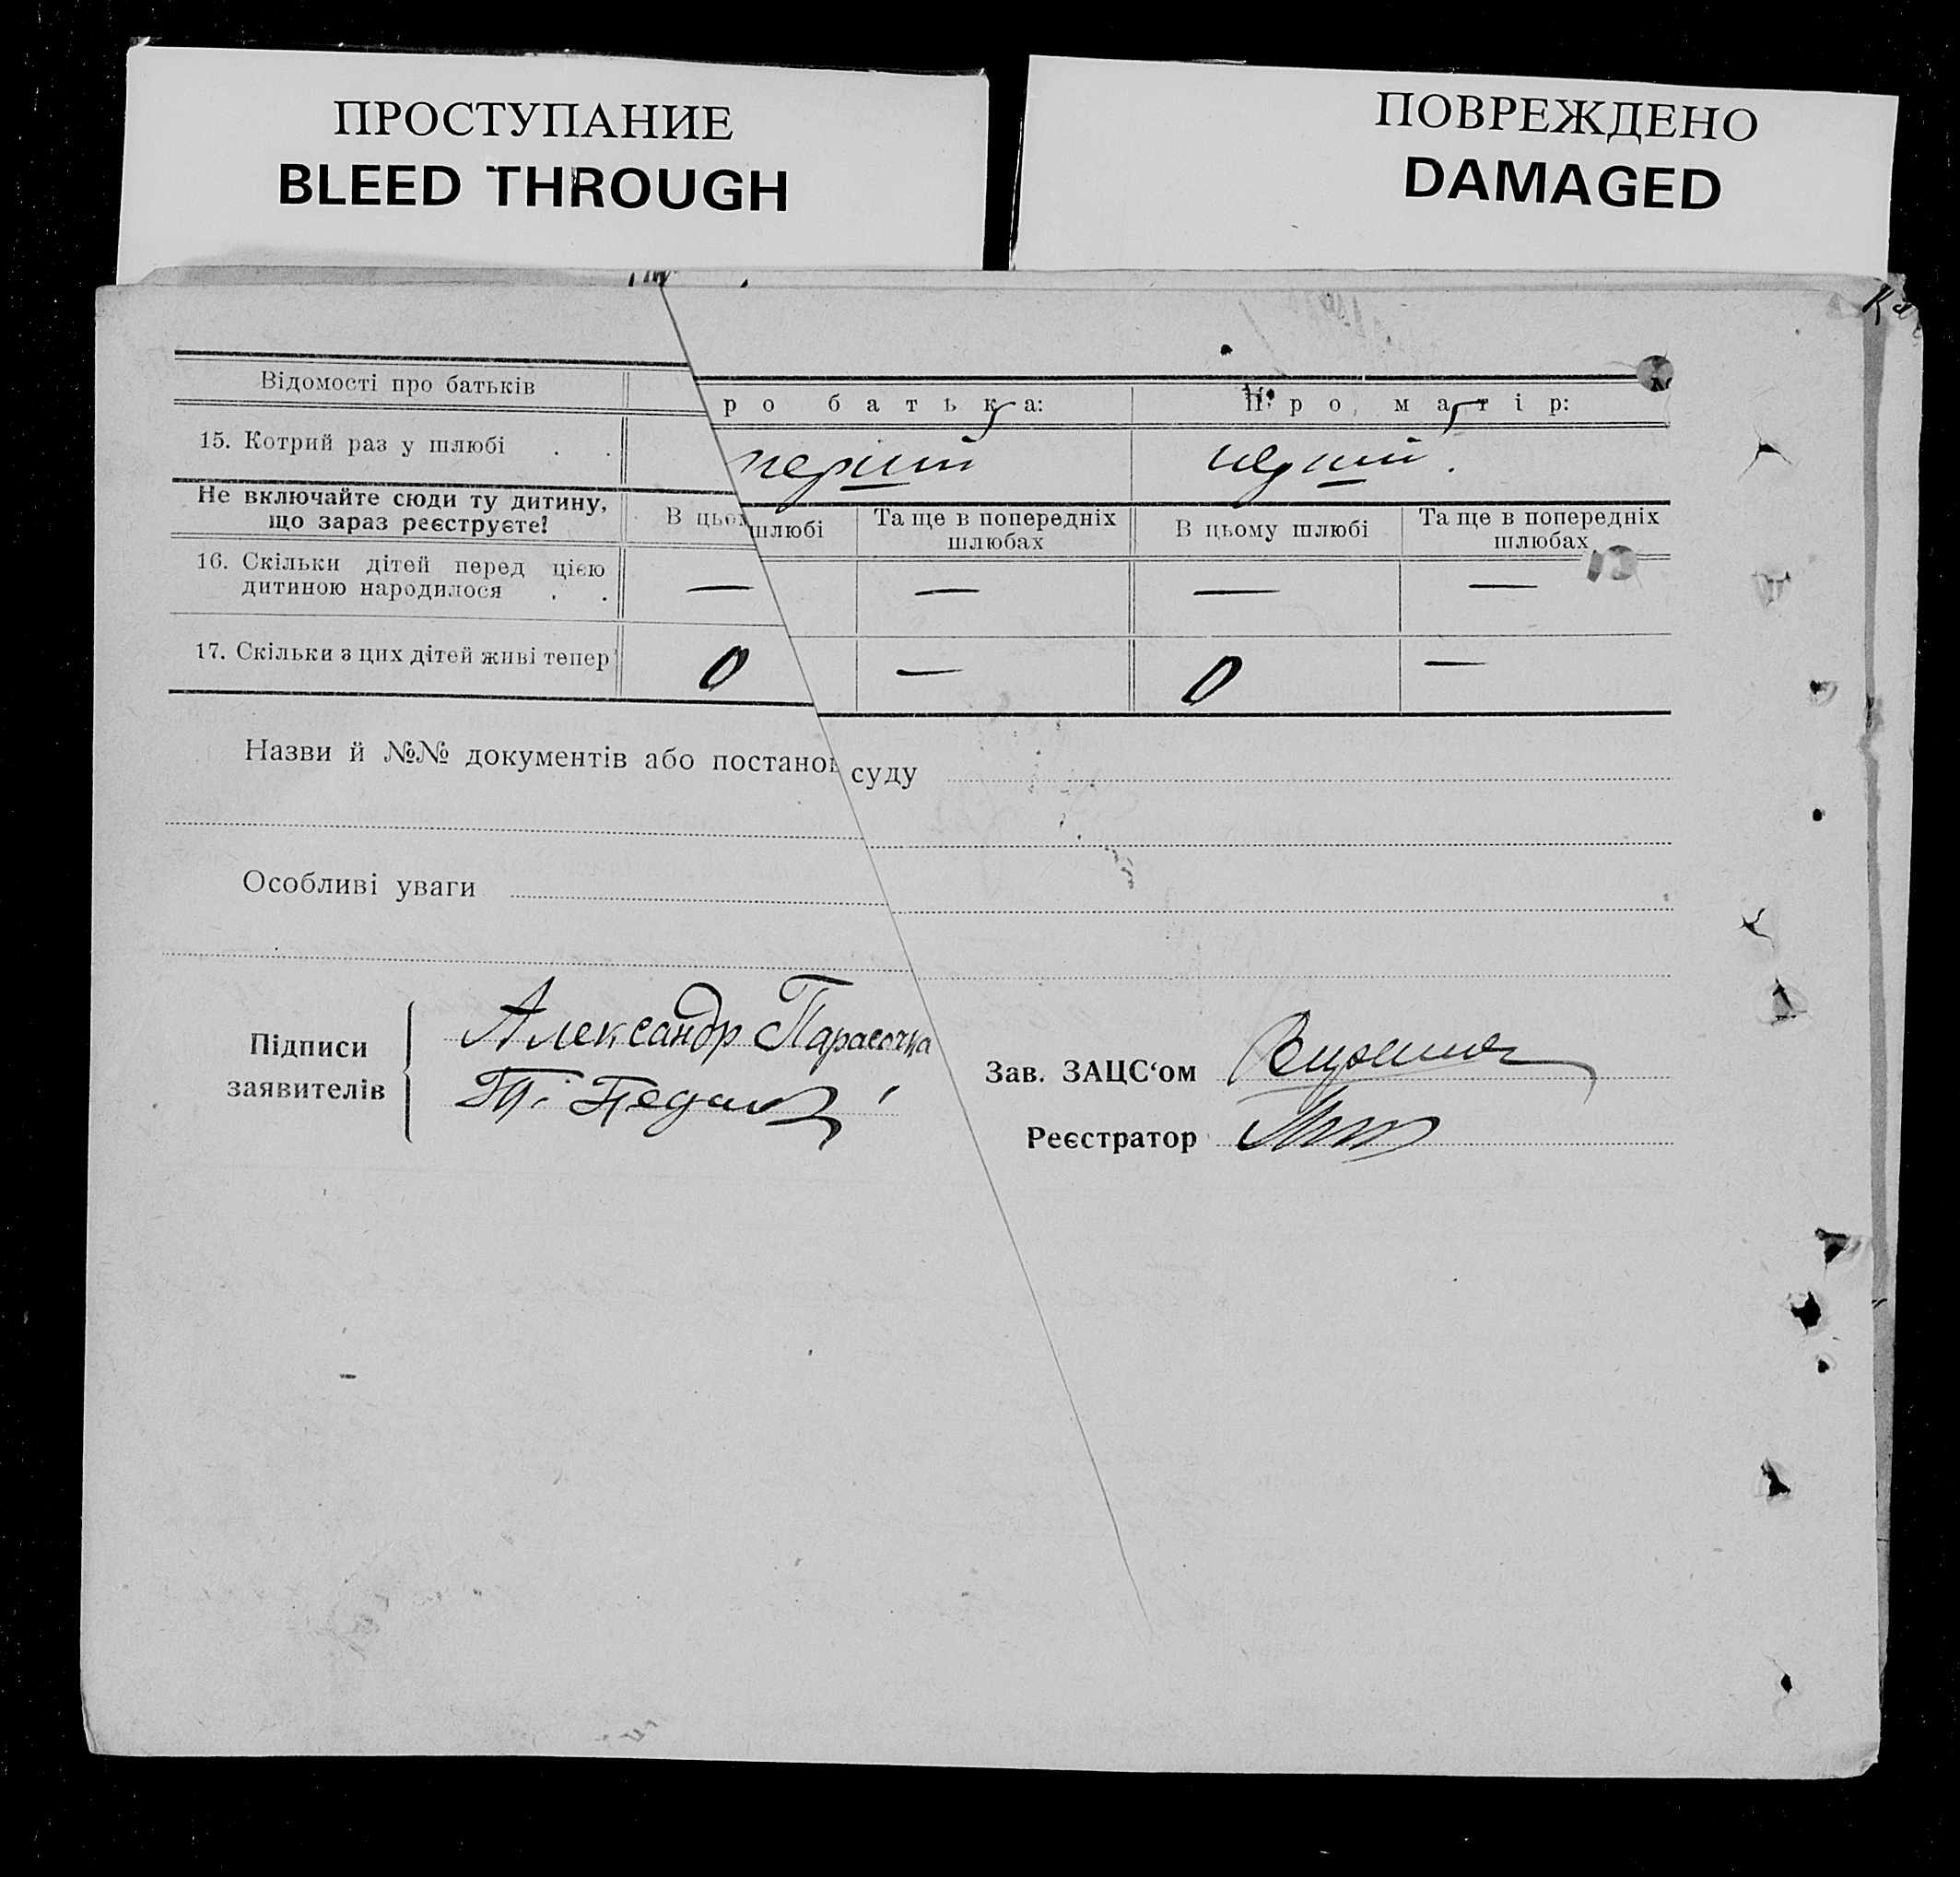 ПРОСТУПАНИЕ
BLEED THROUGH
ПОВРЕЖДЕНО
DAMAGED
Відомості про батьків
ро батька:
Про матір:
15. Котрий раз у шлюбі . .
перший
перший.
Не включайте сюди ту дитину,
що зараз реєструєте!
В цьом шлюбі
Та ще в попередніх
шлюбах
В цьому шлюбі
Та ще в попередніх
шлюбах
16. Скільки дітей перед цією
дитиною народилося . .
— — — —
17. Скільки з цих дітей живі тепер
0 — 0 —
Назви й №№ документів або постанов суду
Особливі уваги
Підписи
заявителів
Александр Парасочка
Зав. ЗАЦС‘ом
Реєстратор